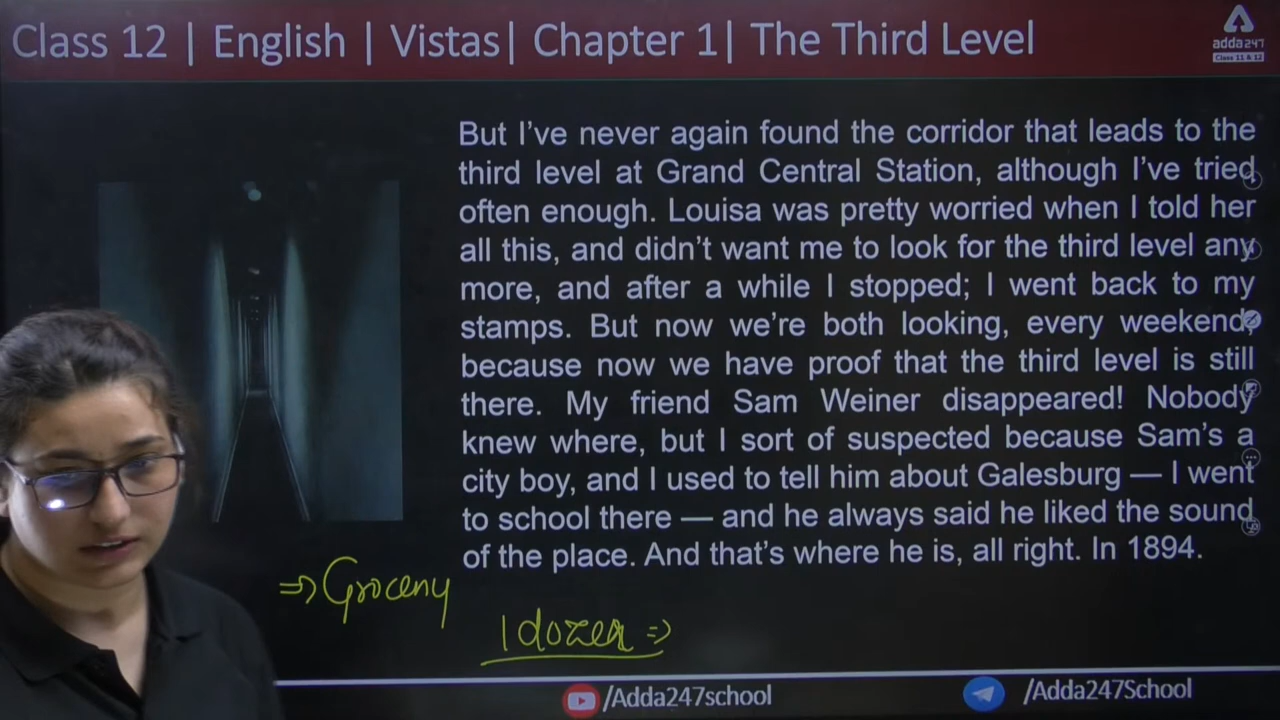 Class 12 | English | Vistas| Chapter 1| The Third Level
adda247
Class 11 & 12
But I've never again found the corridor that leads to the
third level at Grand Central Station, although I've tried
often enough. Louisa was pretty worried when I told her
all this, and didn't want me to look for the third level any
more, and after a while I stopped; I went back to my
stamps. But now we're both looking, every weekend,
because now we have proof that the third level is still
there. My friend Sam Weiner disappeared! Nobody
knew where, but I sort of suspected because Sam's a
city boy, and I used to tell him about Galesburg — I went
to school there — and he always said he liked the sound
of the place. And that's where he is, all right. In 1894.
⇒ Grocery
1 dozen ⇒
/Adda247school
/Adda247School